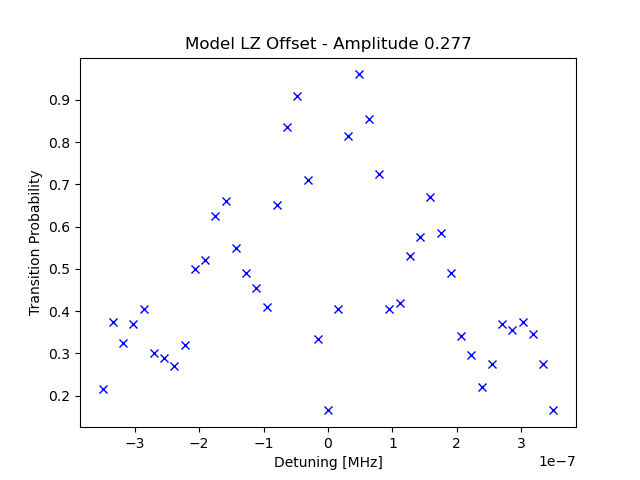 Model LZ Offset - Amplitude 0.277
0.9
0.8
0.7
0.6
0.5
0.4
0.3
0.2
Transition Probability
−3 −2 −1 0 1 2 3
1e−7
Detuning [MHz]